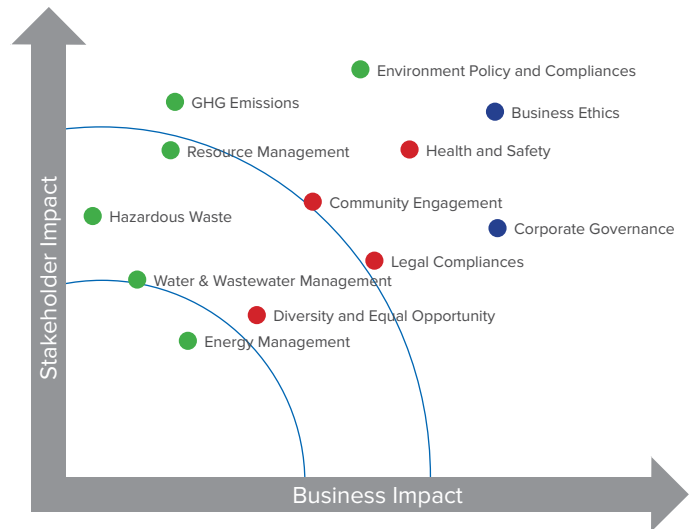 Environment Policy and Compliances
GHG Emissions
Business Ethics
Resource Management
Health and Safety
Community Engagement
Hazardous Waste
Corporate Governance
Legal Compliances
Water & Wastewater Management
Diversity and Equal Opportunity
Energy Management
Stakeholder Impact
Business Impact